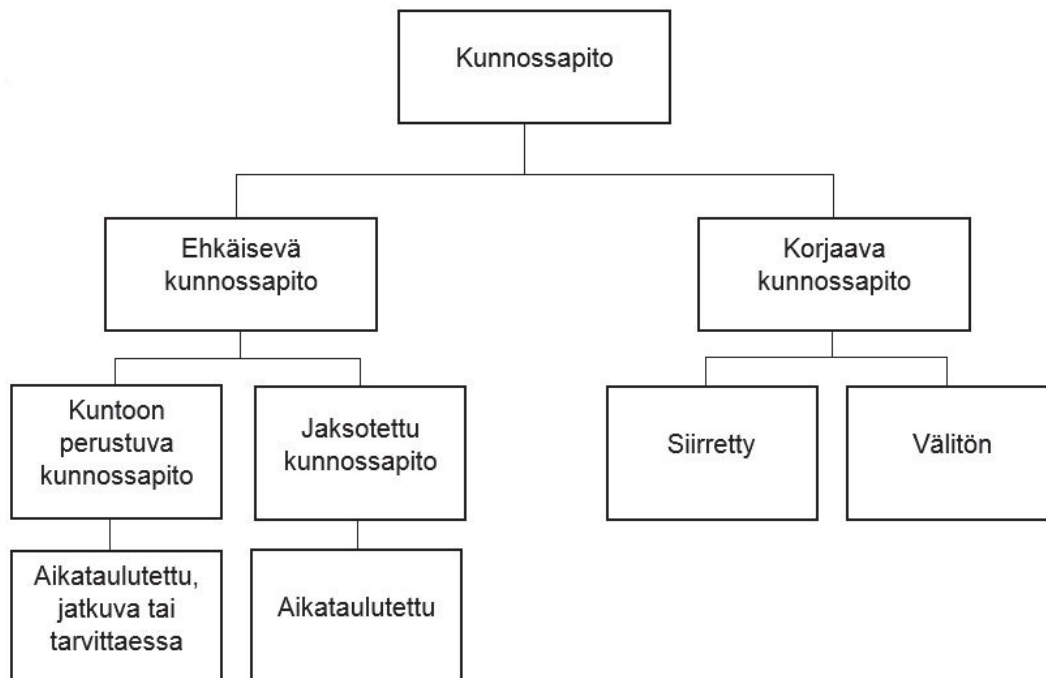 Kunnossapito
Ehkäisevä
kunnossapito
Korjaava
kunnossapito
Kuntoon
perustuva
kunnossapito
Jaksotettu
kunnossapito
Siirretty
Välitön
Aikataulutettu,
jatkuva tai
tarvittaessa
Aikataulutettu